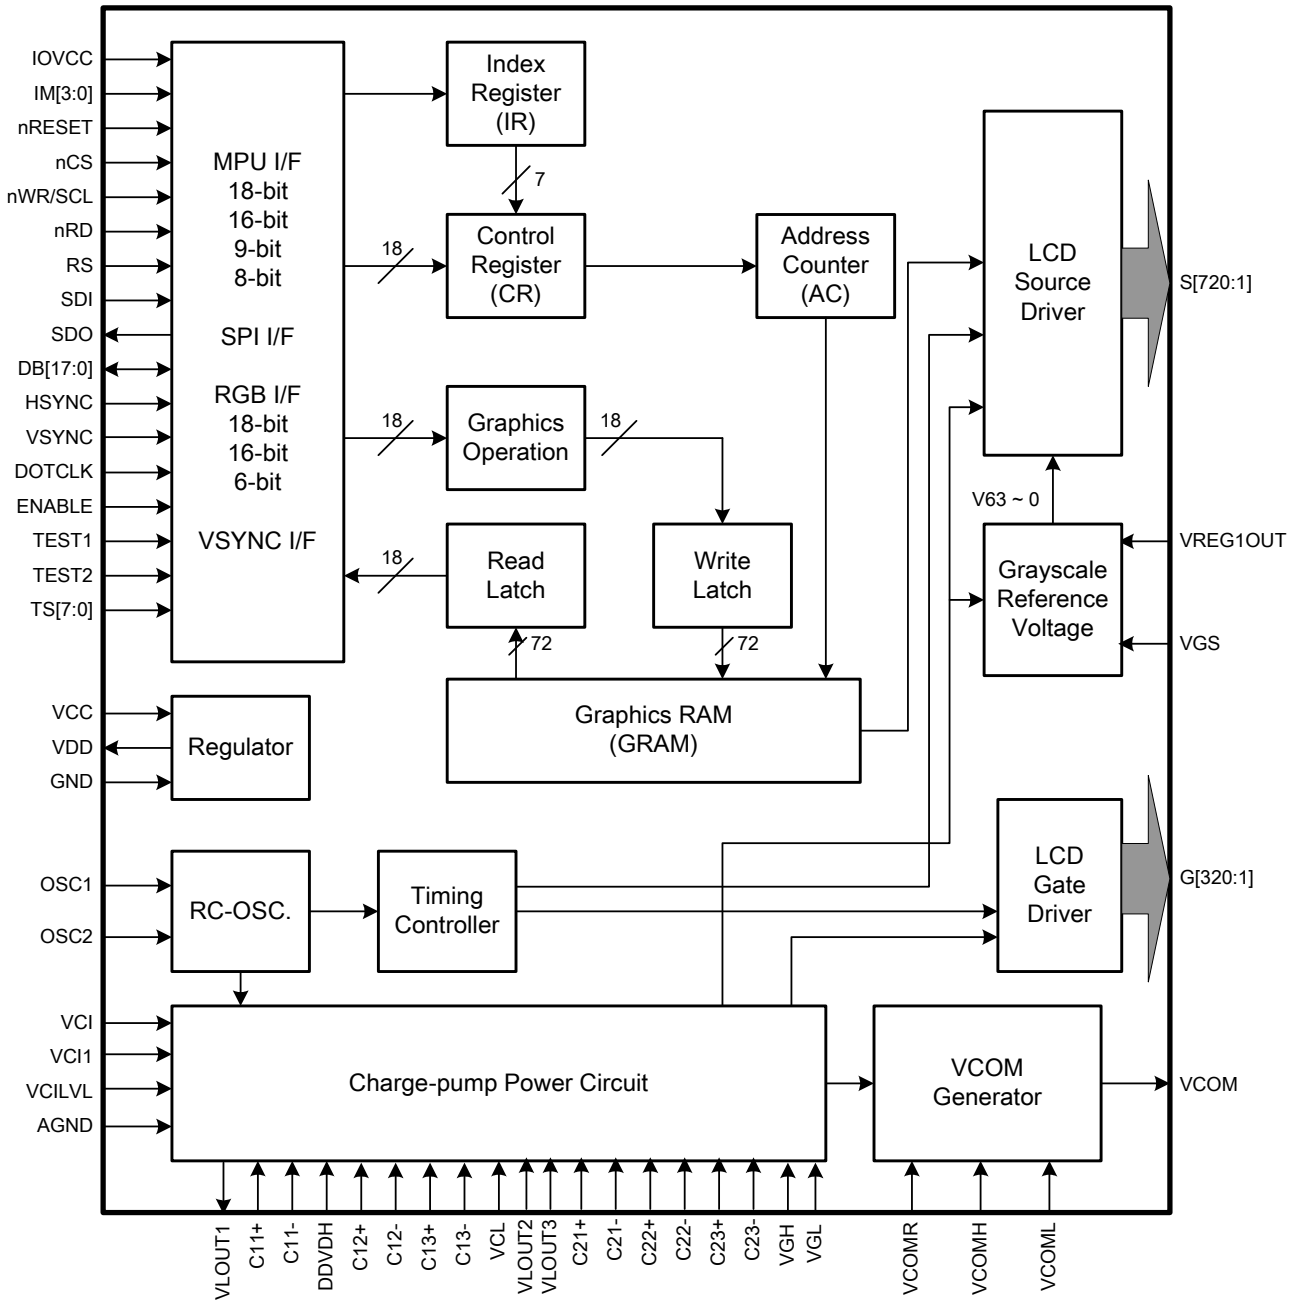 IOVCC
IM[3:0]
nRESET
nCS
nWR/SCL
nRD
RS
SDI
SDO
DB[17:0]
HSYNC
VSYNC
DOTCLK
ENABLE
TEST1
TEST2
TS[7:0]
MPU I/F
18-bit
16-bit
9-bit
8-bit
SPI I/F
RGB I/F
18-bit
16-bit
6-bit
VSYNC I/F
Index
Register
(IR)
7
18
Control
Register
(CR)
Address
Counter
(AC)
18
Graphics
Operation
18
18
Read
Latch
Write
Latch
72
72
Graphics RAM
(GRAM)
LCD
Source
Driver
S[720:1]
V63 ~ 0
Grayscale
Reference
Voltage
VREG1OUT
VGS
VCC
VDD
GND
Regulator
OSC1
OSC2
RC-OSC.
Timing
Controller
LCD
Gate
Driver
G[320:1]
VCI
VCI1
VCILVL
AGND
Charge-pump Power Circuit
VCOM
Generator
VCOM
VLOUT1
C11+
C11-
DDVDH
C12+
C12-
C13+
C13-
VCL
VLOUT2
VLOUT3
C21+
C21-
C22+
C22-
C23+
C23-
VGH
VGL
VCOMR
VCOMH
VCOML